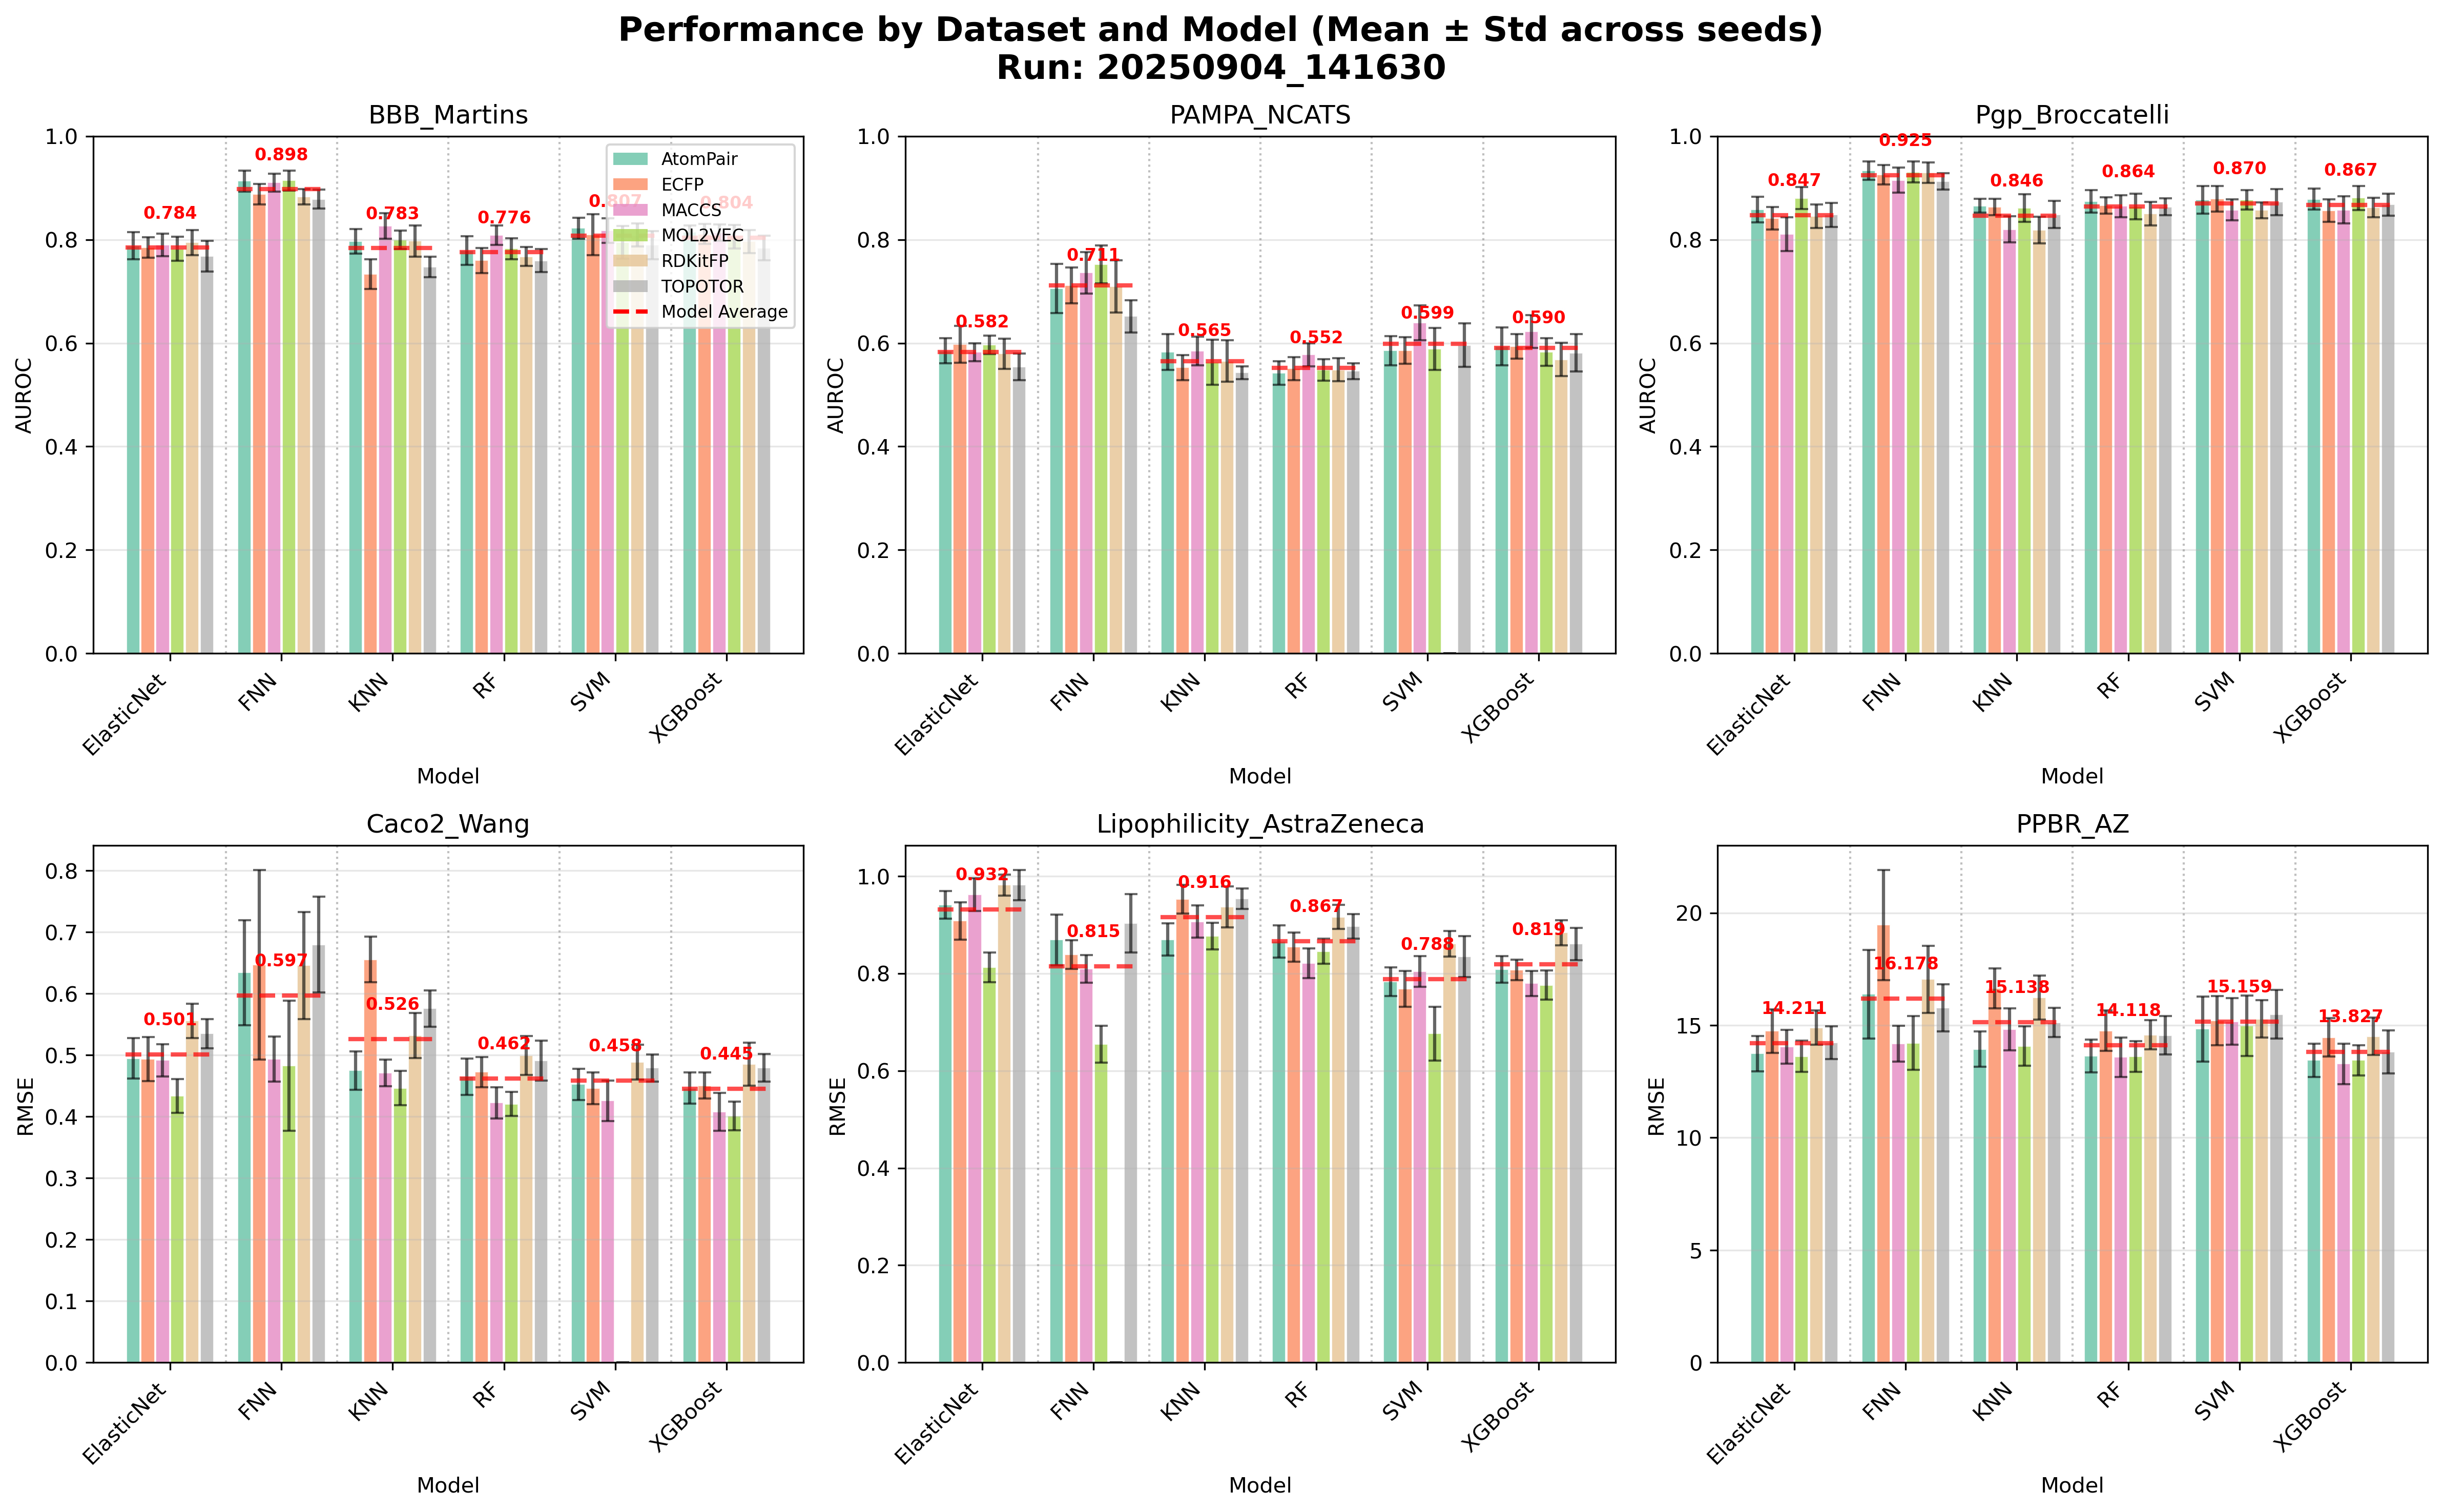 Performance by Dataset and Model (Mean ± Std across seeds)
Run: 20250904_141630
BBB_Martins
AUROC
1.0
0.8
0.6
0.4
0.2
0.0
0.784
0.898
0.783
0.776
0.807
0.804
AtomPair
ECFP
MACCS
MOL2VEC
RDKitFP
TOPOTOR
Model Average
ElasticNet
FNN
KNN
RF
SVM
XGBoost
Model
PAMPA_NCATS
AUROC
1.0
0.8
0.6
0.4
0.2
0.0
0.582
0.711
0.565
0.552
0.599
0.590
ElasticNet
FNN
KNN
RF
SVM
XGBoost
Model
Pgp_Broccatelli
AUROC
1.0
0.8
0.6
0.4
0.2
0.0
0.847
0.925
0.846
0.864
0.870
0.867
ElasticNet
FNN
KNN
RF
SVM
XGBoost
Model
Caco2_Wang
RMSE
0.8
0.7
0.6
0.5
0.4
0.3
0.2
0.1
0.0
0.501
0.597
0.526
0.462
0.458
0.445
ElasticNet
FNN
KNN
RF
SVM
XGBoost
Model
Lipophilicity_AstraZeneca
RMSE
1.0
0.8
0.6
0.4
0.2
0.0
0.932
0.815
0.916
0.867
0.788
0.819
ElasticNet
FNN
KNN
RF
SVM
XGBoost
Model
PPBR_AZ
RMSE
20
15
10
5
0
14.211
16.178
15.138
14.118
15.159
13.827
ElasticNet
FNN
KNN
RF
SVM
XGBoost
Model